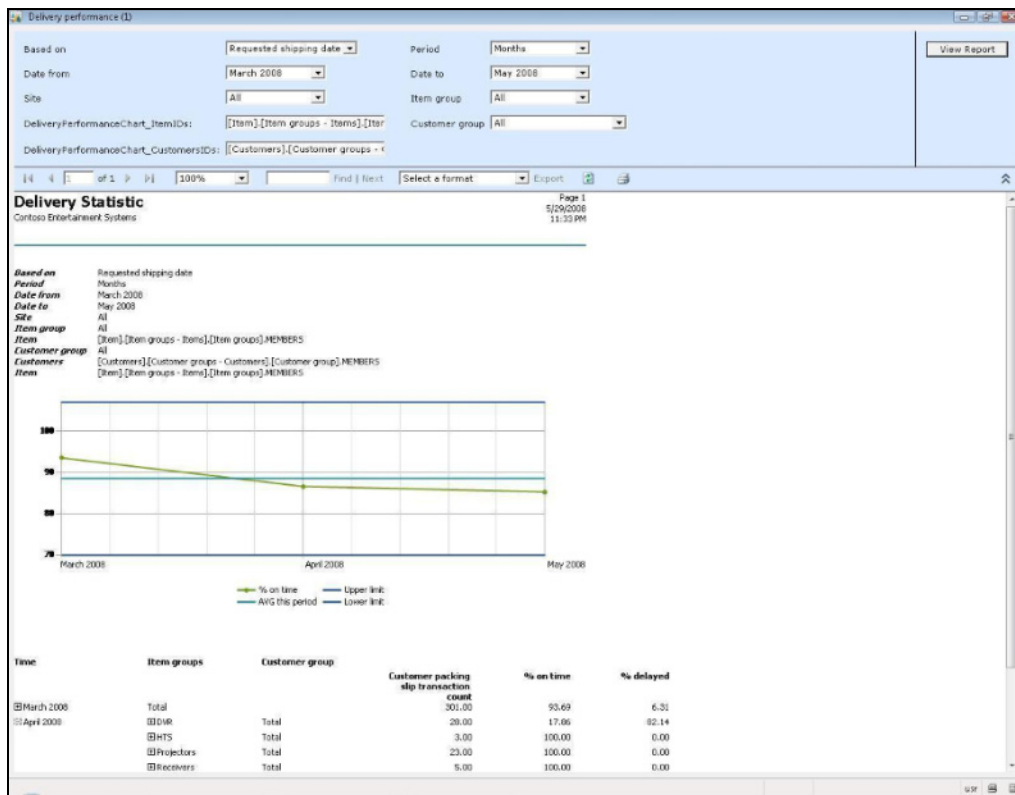 Delivery performance (1)
Based on Requested shipping date Period Months View Report
Date from March 2008 Date to May 2008
Site All Item group All
DeliveryPerformanceChart_ItemIDs: [Item].[Item groups - Items].[Iter Customer group All
DeliveryPerformanceChart_CustomersIDs: [Customers].[Customer groups - C
1 of 1 100% Find | Next Select a format Export
Delivery Statistic Page 1
Contoso Entertainment Systems 5/29/2008
11:33 PM
Based on Requested shipping date
Period Months
Date from March 2008
Date to May 2008
Site All
Item group All
Item [Item].[Item groups - Items].[Item groups].MEMBERS
Customer group All
Customers [Customers].[Customer groups - Customers].[Customer group].MEMBERS
Item [Item].[Item groups - Items].[Item groups].MEMBERS
100
90
80
70
March 2008 April 2008 May 2008
% on time Upper limit
AVG this period Lower limit
Time Item groups Customer group
Customer packing slip transaction count % on time % delayed
March 2008 Total 301.00 93.69 6.31
April 2008 DVR Total 28.00 17.86 82.14
HTS Total 3.00 100.00 0.00
Projectors Total 23.00 100.00 0.00
Receivers Total 5.00 100.00 0.00